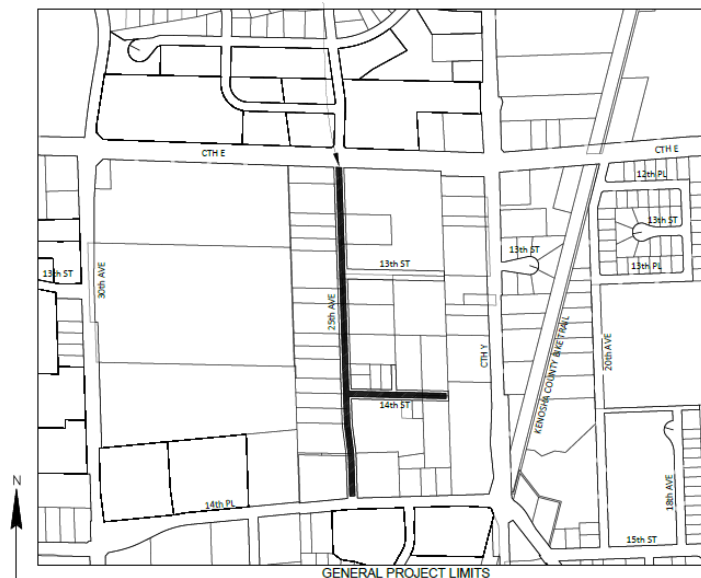 CTH E
CTH E
12th PL
13th ST
13th ST
13th ST
13th ST
13th PL
30th AVE
25th AVE
CTH Y
KENOSHA COUNTY BIKE TRAIL
20th AVE
14th ST
14th PL
18th AVE
15th ST
N
GENERAL PROJECT LIMITS